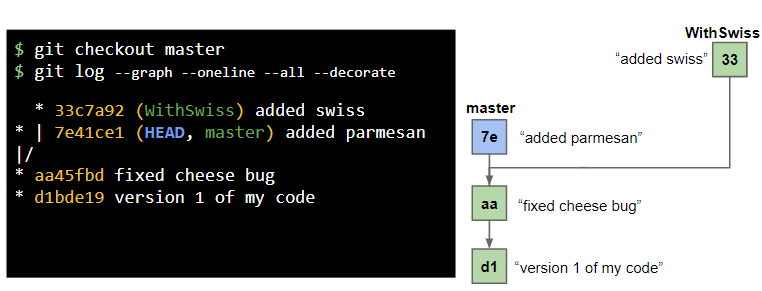 $ git checkout master
$ git log --graph --oneline --all --decorate
* 33c7a92 (WithSwiss) added swiss
* | 7e41ce1 (HEAD, master) added parmesan
|/
* aa45fbd fixed cheese bug
* d1bde19 version 1 of my code
WithSwiss
“added swiss” 33
master
7e “added parmesan”
aa “fixed cheese bug”
d1 “version 1 of my code”